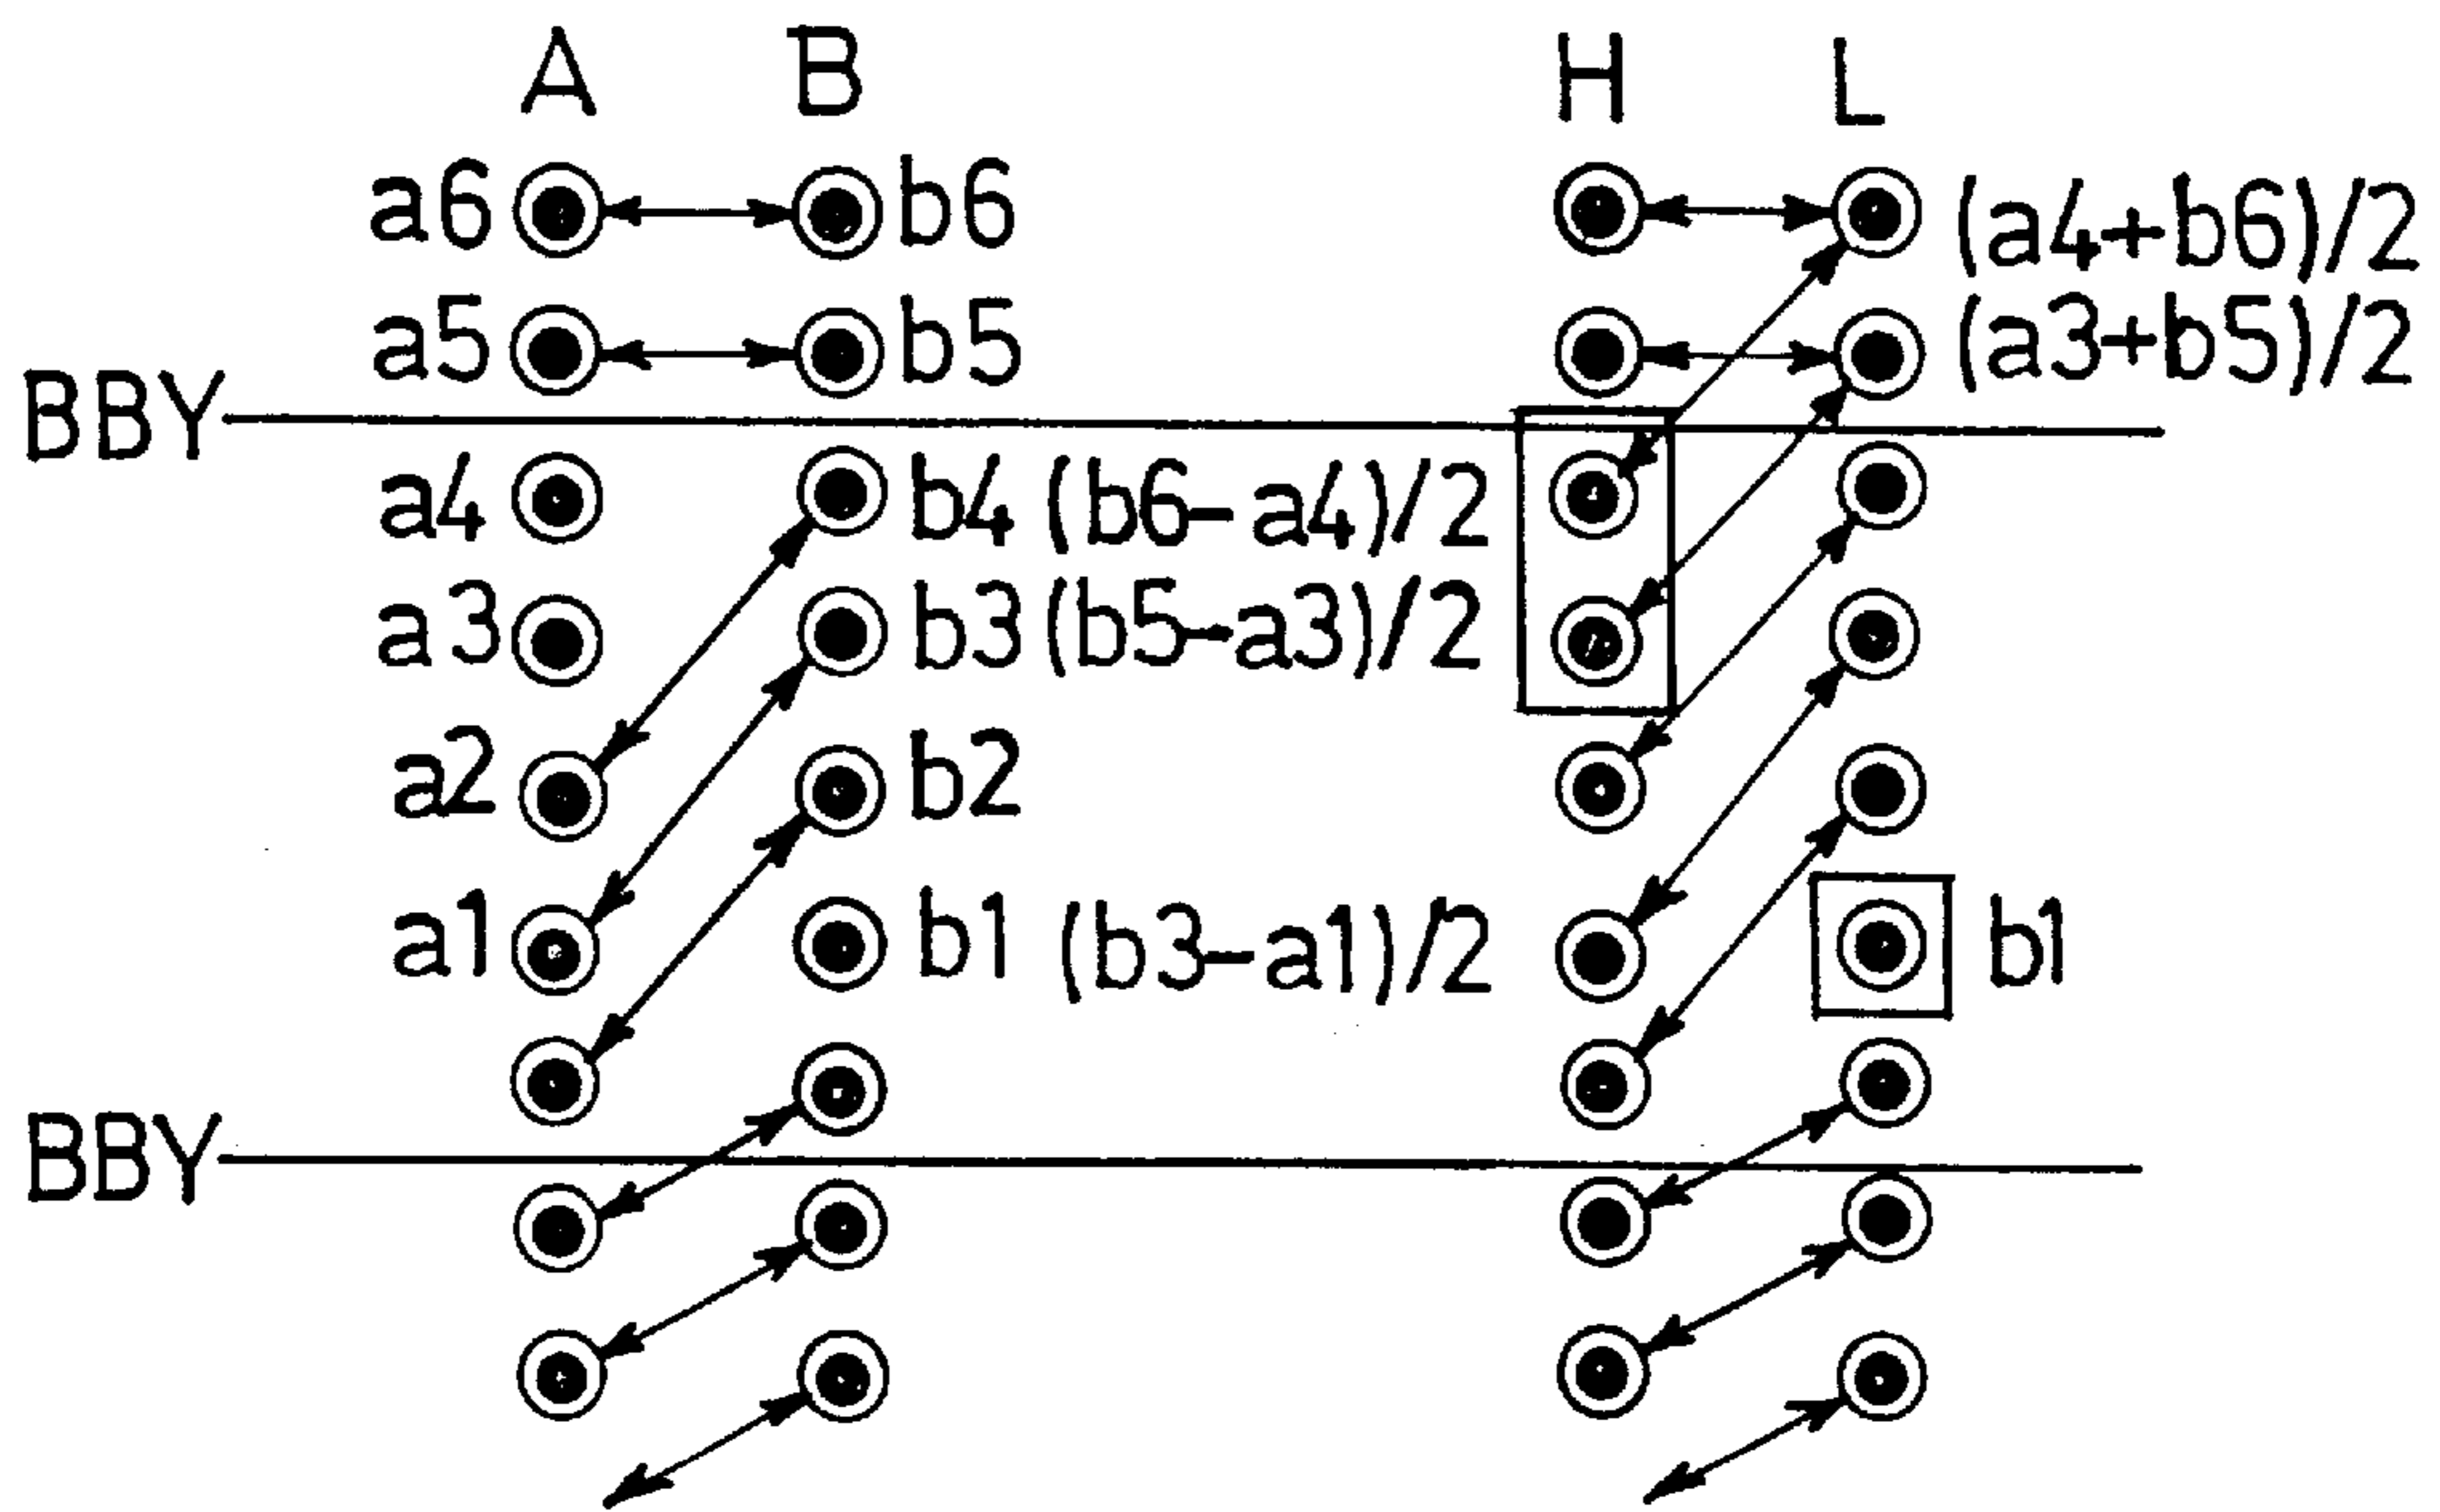 A B H L
a6 b6 (a4+b6)/2
a5 b5 (a3+b5)/2
BBY
a4 b4 (b6-a4)/2
a3 b3 (b5-a3)/2
a2 b2
a1 b1 (b3-a1)/2 b1
BBY